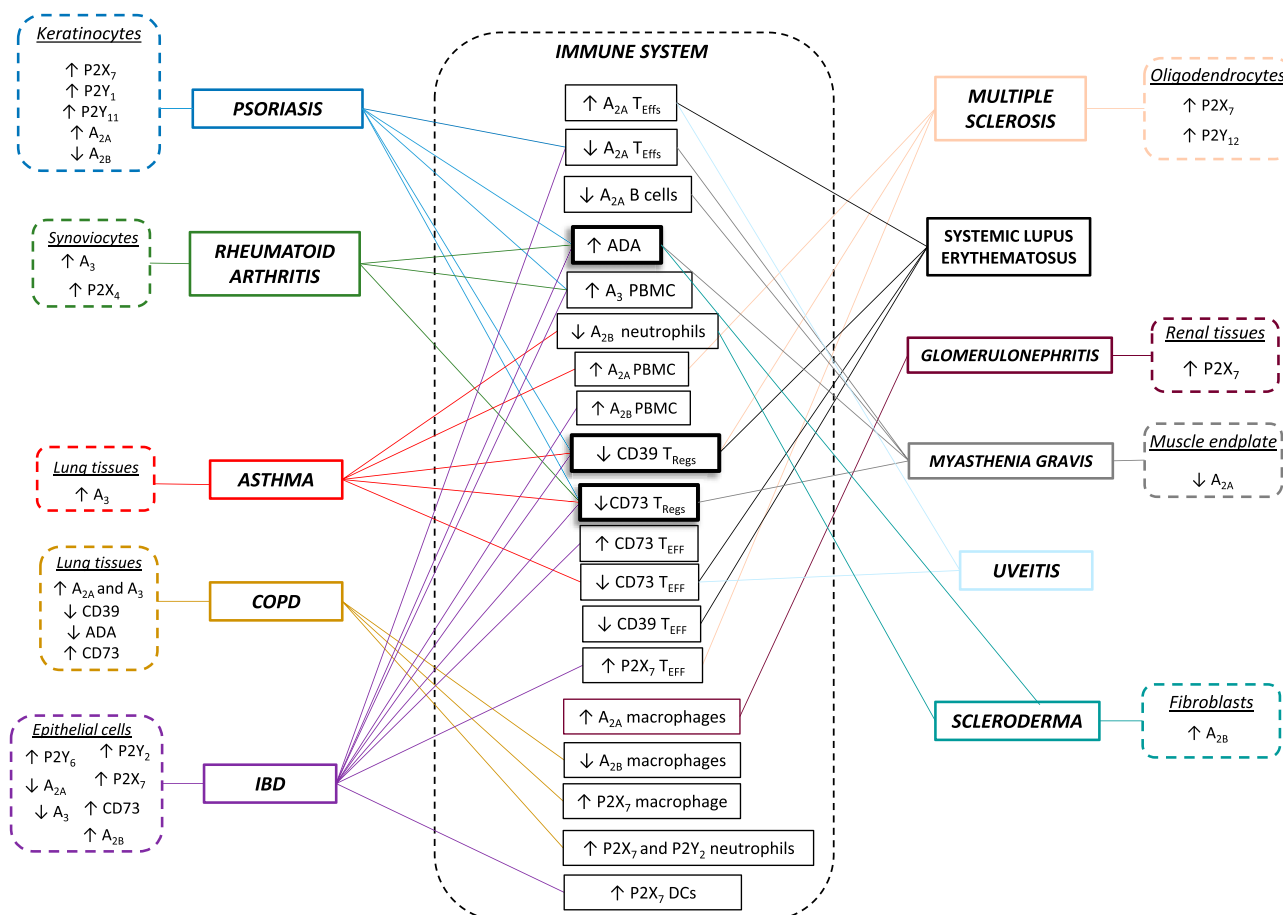 Keratinocytes
↑ P2X₇
↑ P2Y₁
↑ P2Y₁₁
↑ A₂A
↓ A₂B
PSORIASIS
Synoviocytes
↑ A₃
↑ P2X₄
RHEUMATOID
ARTHRITIS
Lung tissues
↑ A₃
ASTHMA
Lung tissues
↑ A₂A and A₃
↓ CD39
↓ ADA
↑ CD73
COPD
Epithelial cells
↑ P2Y₆
↑ P2Y₂
↓ A₂A
↑ P2X₇
↓ A₃
↑ CD73
↑ A₂B
IBD
IMMUNE SYSTEM
↑ A₂A TEffs
↓ A₂A TEffs
↓ A₂A B cells
↑ ADA
↑ A₃ PBMC
↓ A₂B neutrophils
↑ A₂A PBMC
↑ A₂B PBMC
↓ CD39 TRegs
↓CD73 TRegs
↑ CD73 TEFF
↓ CD73 TEFF
↓ CD39 TEFF
↑ P2X₇ TEFF
↑ A₂A macrophages
↓ A₂B macrophages
↑ P2X₇ macrophage
↑ P2X₇ and P2Y₂ neutrophils
↑ P2X₇ DCs
MULTIPLE
SCLEROSIS
Oligodendrocytes
↑ P2X₇
↑ P2Y₁₂
SYSTEMIC LUPUS
ERYTHEMATOSUS
GLOMERULONEPHRITIS
Renal tissues
↑ P2X₇
MYASTHENIA GRAVIS
Muscle endplate
↓ A₂A
UVEITIS
SCLERODERMA
Fibroblasts
↑ A₂B